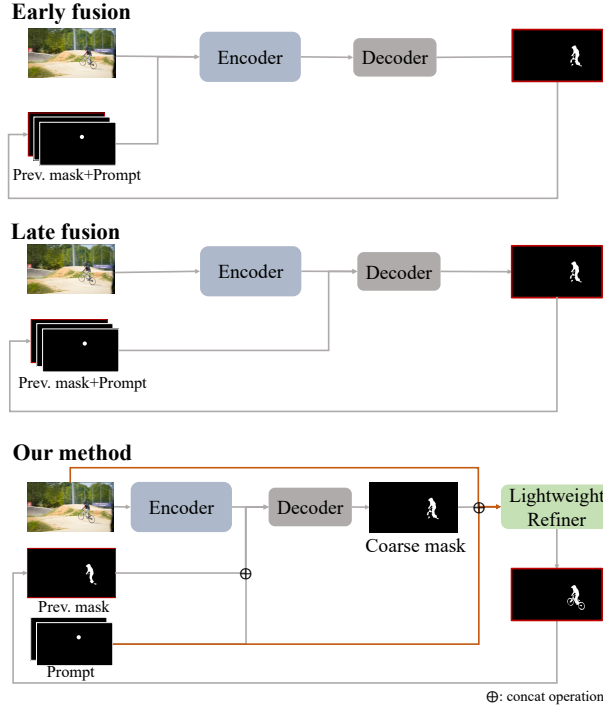 Early fusion
Encoder
Decoder
Prev. mask+Prompt
Late fusion
Encoder
Decoder
Prev. mask+Prompt
Our method
Encoder
Decoder
Lightweight
Refiner
Coarse mask
Prev. mask
Prompt
⊕: concat operation